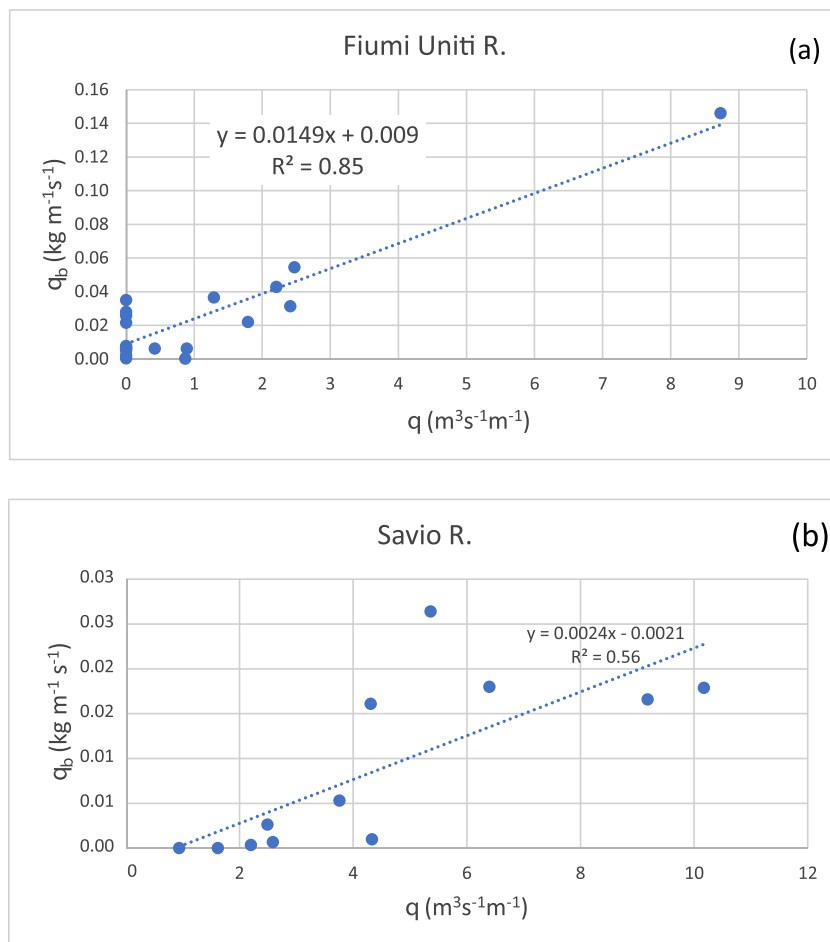 Fiumi Uniti R.
(a)
0.16
0.14
0.12
0.10
0.08
0.06
0.04
0.02
0.00
q_b (kg m⁻¹s⁻¹)
y = 0.0149x + 0.009
R² = 0.85
0 1 2 3 4 5 6 7 8 9 10
q (m³s⁻¹m⁻¹)
Savio R.
(b)
0.03
0.03
0.02
0.02
0.01
0.01
0.00
q_b (kg m⁻¹ s⁻¹)
y = 0.0024x - 0.0021
R² = 0.56
0 2 4 6 8 10 12
q (m³s⁻¹m⁻¹)